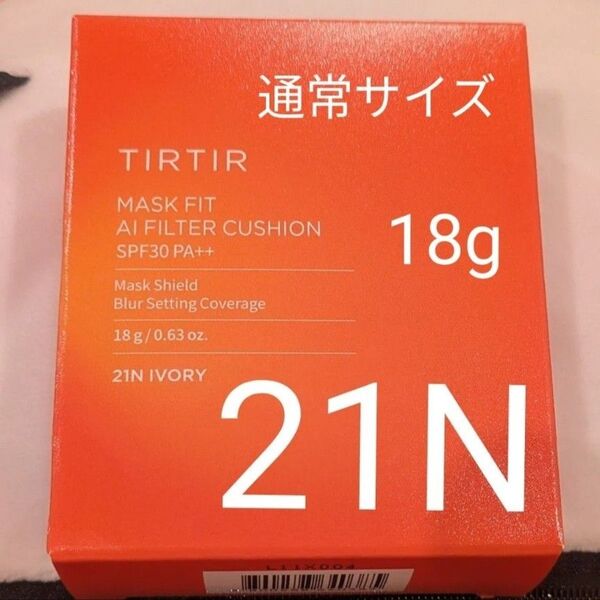 通常サイズ
TIRTIR
MASK FIT
AI FILTER CUSHION
SPF30 PA++
18g
Mask Shield
Blur Setting Coverage
18 g / 0.63 oz.
21N IVORY
21N
L11X004